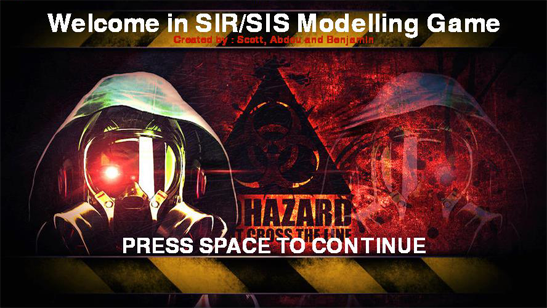 Welcome in SIR/SIS Modelling Game
Created by : Scott, Abdou and Benjamin
HAZARD
CROSS THE LINE
PRESS SPACE TO CONTINUE